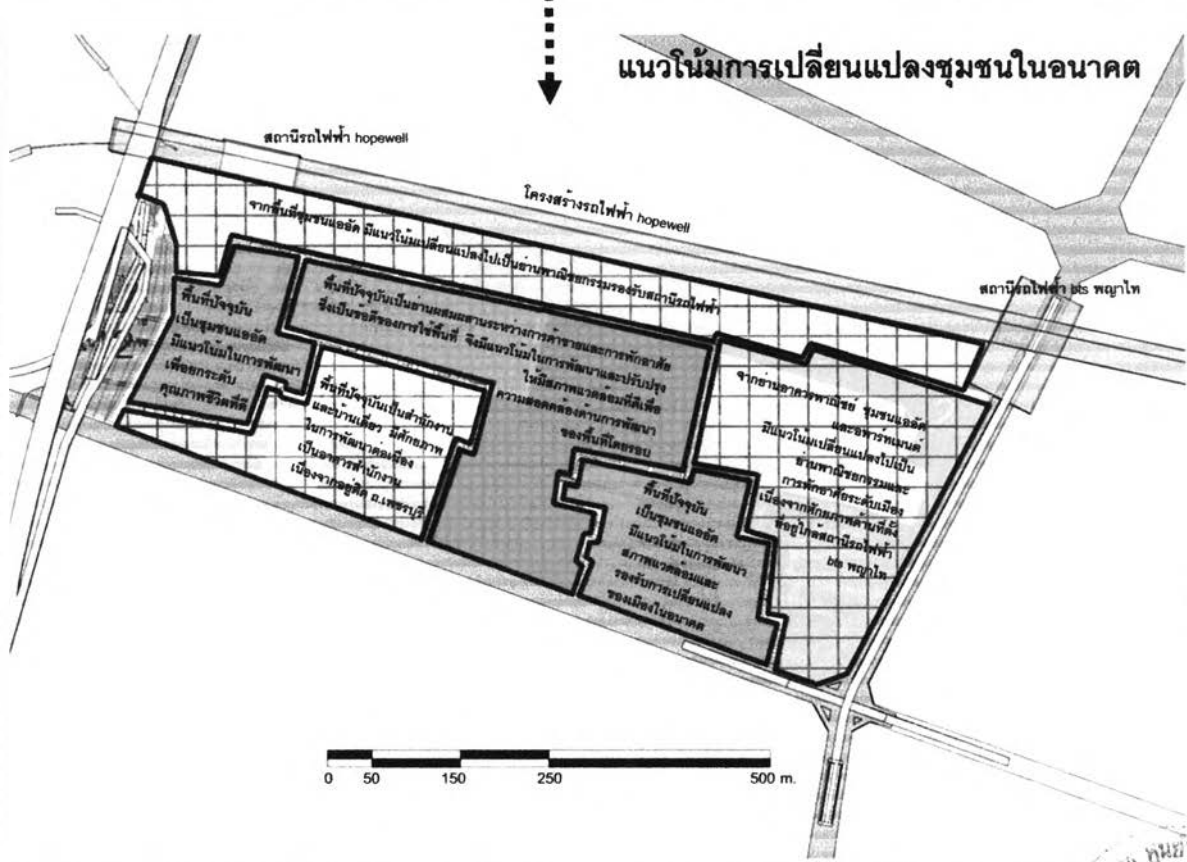 แนวโน้มการเปลี่ยนแปลงชุมชนในอนาคต
สถานีรถไฟฟ้า hopewell
โครงสร้างรถไฟฟ้า hopewell
จากพื้นที่ชุมชนแออัด มีแนวโน้มเปลี่ยนแปลงไปเป็นย่านพาณิชยกรรมรองรับสถานีรถไฟฟ้า
สถานีรถไฟฟ้า bts พญาไท
พื้นที่ปัจจุบัน
เป็นชุมชนแออัด
มีแนวโน้มในการพัฒนา
เพื่อยกระดับ
คุณภาพชีวิตที่ดี
พื้นที่ปัจจุบันเป็นย่านผสมผสานระหว่างการค้าขายและการพักอาศัย
ซึ่งเป็นข้อดีของการใช้พื้นที่ จึงมีแนวโน้มในการพัฒนาและปรับปรุง
ให้มีสภาพแวดล้อมที่ดีเพื่อ
ความสอดคล้องด้านการพัฒนา
ของพื้นที่โดยรอบ
พื้นที่ปัจจุบันเป็นสำนักงาน
และบ้านเดี่ยว มีศักยภาพ
ในการพัฒนาต่อเนื่อง
เป็นอาคารสำนักงาน
เนื่องจากอยู่ติด ถ.เพชรบุรี
จากย่านอาคารพาณิชย์ ชุมชนแออัด
และอพาร์ทเมนต์
มีแนวโน้มเปลี่ยนแปลงไปเป็น
ย่านพาณิชยกรรมและ
การพักอาศัยระดับเมือง
เนื่องจากศักยภาพด้านที่ตั้ง
ที่อยู่ใกล้สถานีรถไฟฟ้า
bts พญาไท
พื้นที่ปัจจุบัน
เป็นชุมชนแออัด
มีแนวโน้มในการพัฒนา
สภาพแวดล้อมและ
รองรับการเปลี่ยนแปลง
ของเมืองในอนาคต
0 50 150 250 500 m.